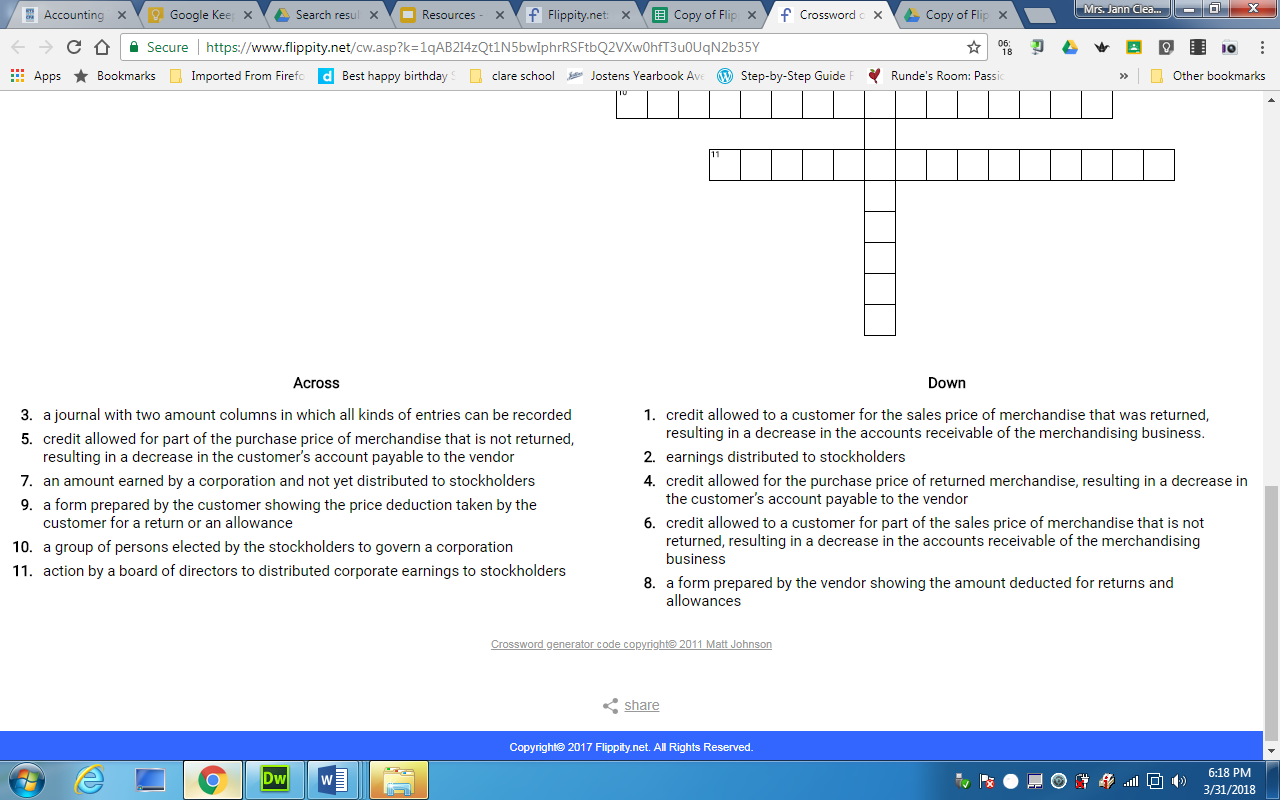 Accounting
Google Keep
Search resul
Resources -
Flippity.net:
Copy of Flip
Crossword c
Copy of Flip
Mrs. Jann Clea...
Secure
https://www.flippity.net/cw.asp?k=1qAB2I4zQt1N5bwIphrRSFtbQ2VXw0hfT3u0UqN2b35Y
06:
18
Apps
Bookmarks
Imported From Firefo
Best happy birthday S
clare school
Jostens Yearbook Ave
Step-by-Step Guide F
Runde's Room: Passic
»
Other bookmarks
10
11
Across
3. a journal with two amount columns in which all kinds of entries can be recorded
5. credit allowed for part of the purchase price of merchandise that is not returned,
resulting in a decrease in the customer’s account payable to the vendor
7. an amount earned by a corporation and not yet distributed to stockholders
9. a form prepared by the customer showing the price deduction taken by the
customer for a return or an allowance
10. a group of persons elected by the stockholders to govern a corporation
11. action by a board of directors to distributed corporate earnings to stockholders
Down
1. credit allowed to a customer for the sales price of merchandise that was returned,
resulting in a decrease in the accounts receivable of the merchandising business.
2. earnings distributed to stockholders
4. credit allowed for the purchase price of returned merchandise, resulting in a decrease in
the customer’s account payable to the vendor
6. credit allowed to a customer for part of the sales price of merchandise that is not
returned, resulting in a decrease in the accounts receivable of the merchandising
business
8. a form prepared by the vendor showing the amount deducted for returns and
allowances
Crossword generator code copyright© 2011 Matt Johnson
share
Copyright© 2017 Flippity.net. All Rights Reserved.
Dw
W
6:18 PM
3/31/2018